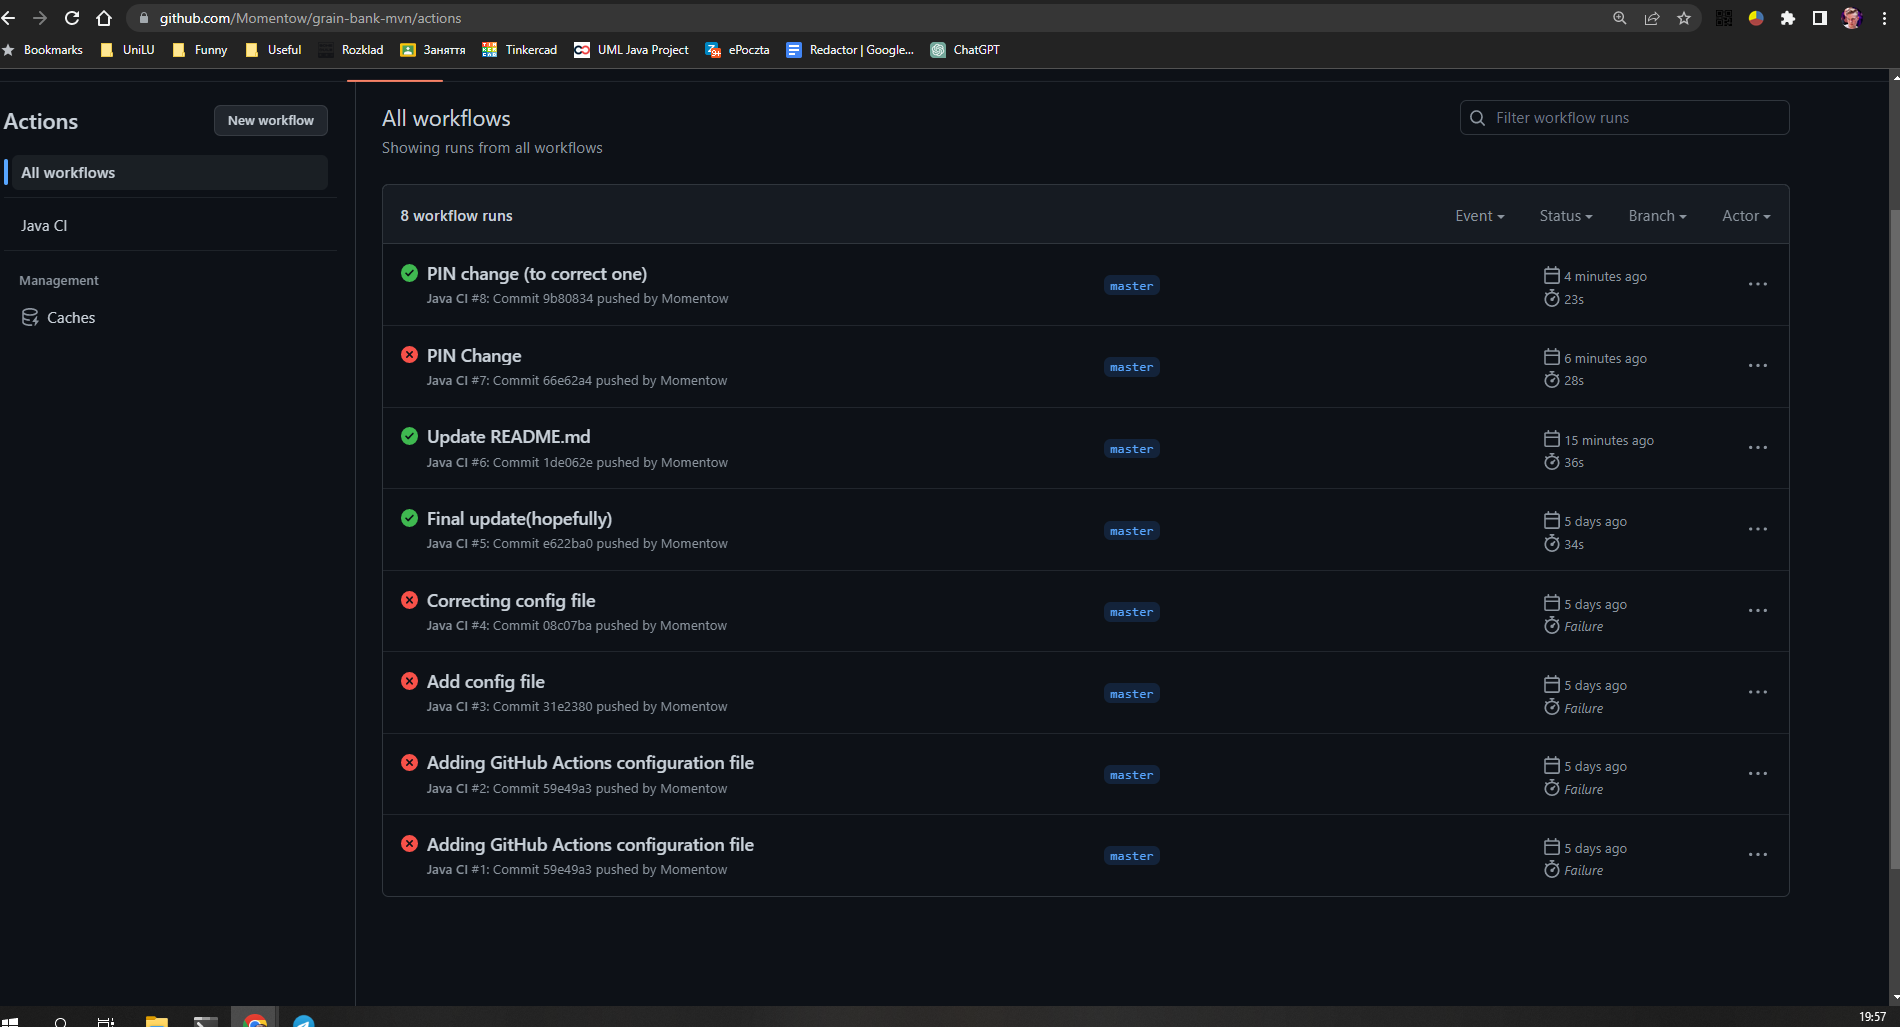 github.com/Momentow/grain-bank-mvn/actions
Bookmarks UniLU Funny Useful Rozklad Заняття Tinkercad UML Java Project ePoczta Redactor | Google... ChatGPT
Actions
New workflow
All workflows
Java CI
Management
Caches
All workflows
Showing runs from all workflows
Filter workflow runs
8 workflow runs
Event Status Branch Actor
PIN change (to correct one)
Java CI #8: Commit 9b80834 pushed by Momentow
master
4 minutes ago
23s
PIN Change
Java CI #7: Commit 66e62a4 pushed by Momentow
master
6 minutes ago
28s
Update README.md
Java CI #6: Commit 1de062e pushed by Momentow
master
15 minutes ago
36s
Final update(hopefully)
Java CI #5: Commit e622ba0 pushed by Momentow
master
5 days ago
34s
Correcting config file
Java CI #4: Commit 08c07ba pushed by Momentow
master
5 days ago
Failure
Add config file
Java CI #3: Commit 31e2380 pushed by Momentow
master
5 days ago
Failure
Adding GitHub Actions configuration file
Java CI #2: Commit 59e49a3 pushed by Momentow
master
5 days ago
Failure
Adding GitHub Actions configuration file
Java CI #1: Commit 59e49a3 pushed by Momentow
master
5 days ago
Failure
19:57